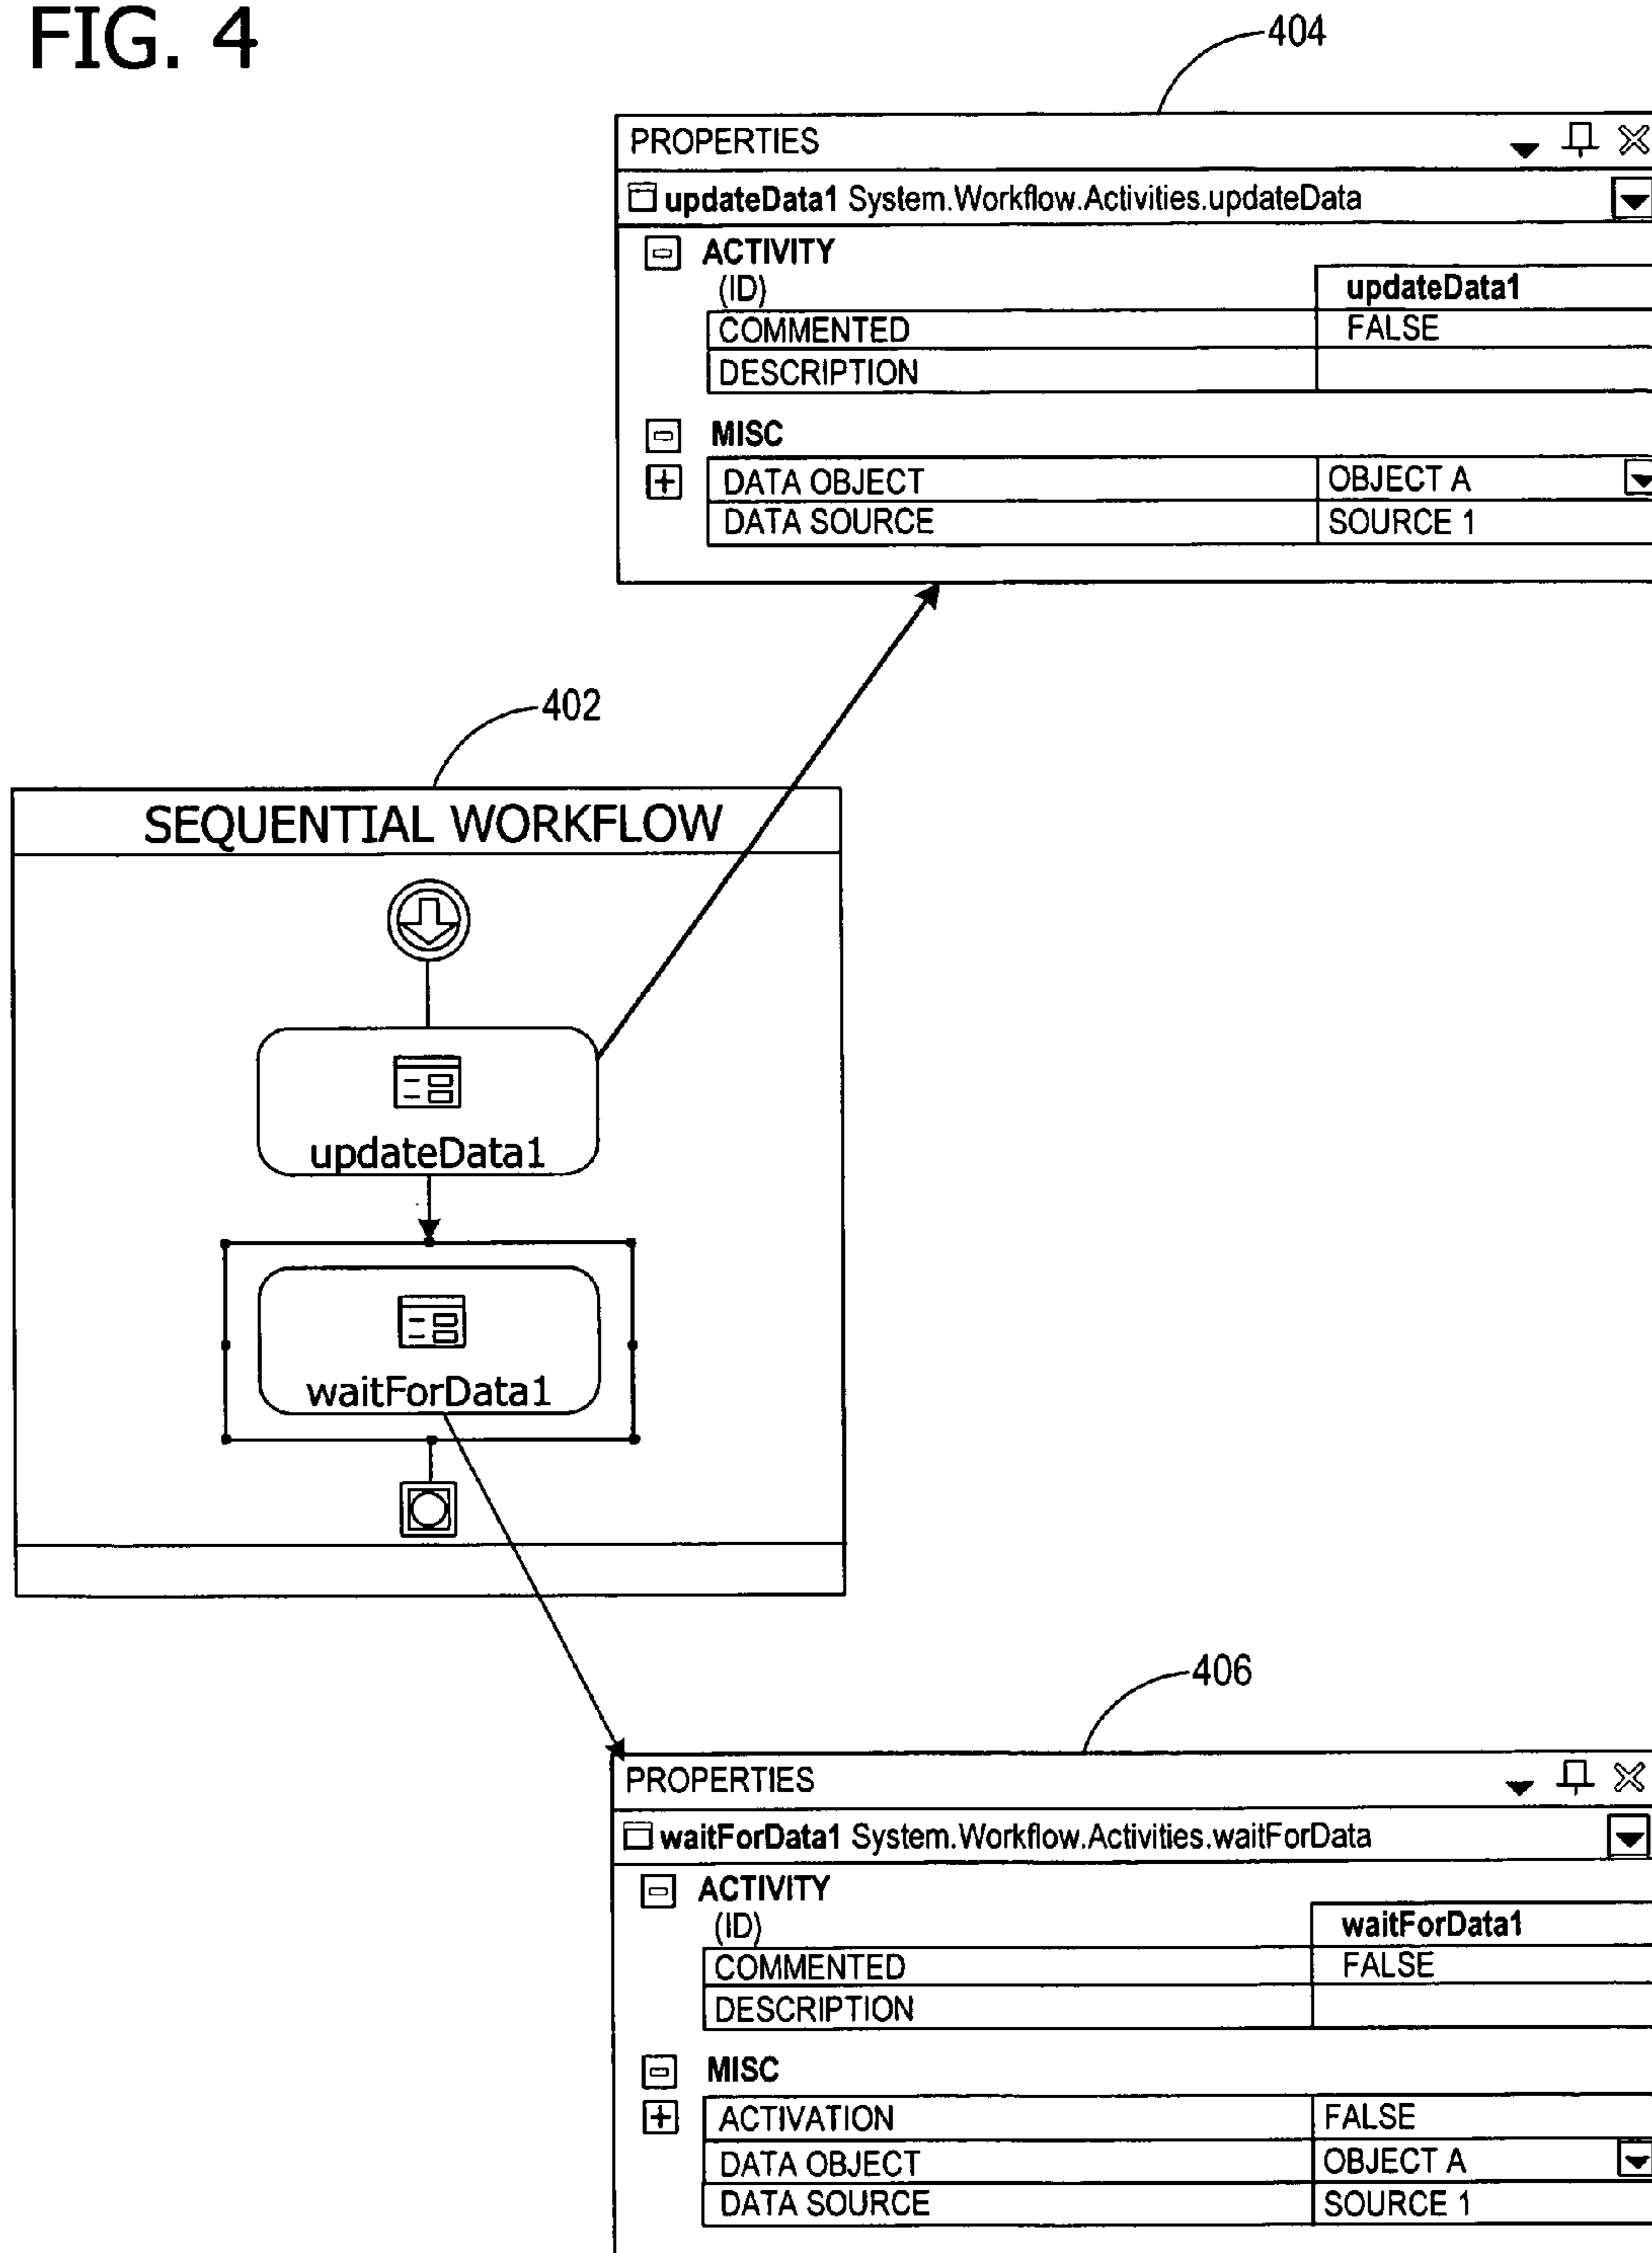 FIG. 4
404
PROPERTIES
updateData1 System.Workflow.Activities.updateData
ACTIVITY
(ID) updateData1
COMMENTED FALSE
DESCRIPTION
MISC
DATA OBJECT OBJECT A
DATA SOURCE SOURCE 1
402
SEQUENTIAL WORKFLOW
updateData1
waitForData1
406
PROPERTIES
waitForData1 System.Workflow.Activities.waitForData
ACTIVITY
(ID) waitForData1
COMMENTED FALSE
DESCRIPTION
MISC
ACTIVATION FALSE
DATA OBJECT OBJECT A
DATA SOURCE SOURCE 1